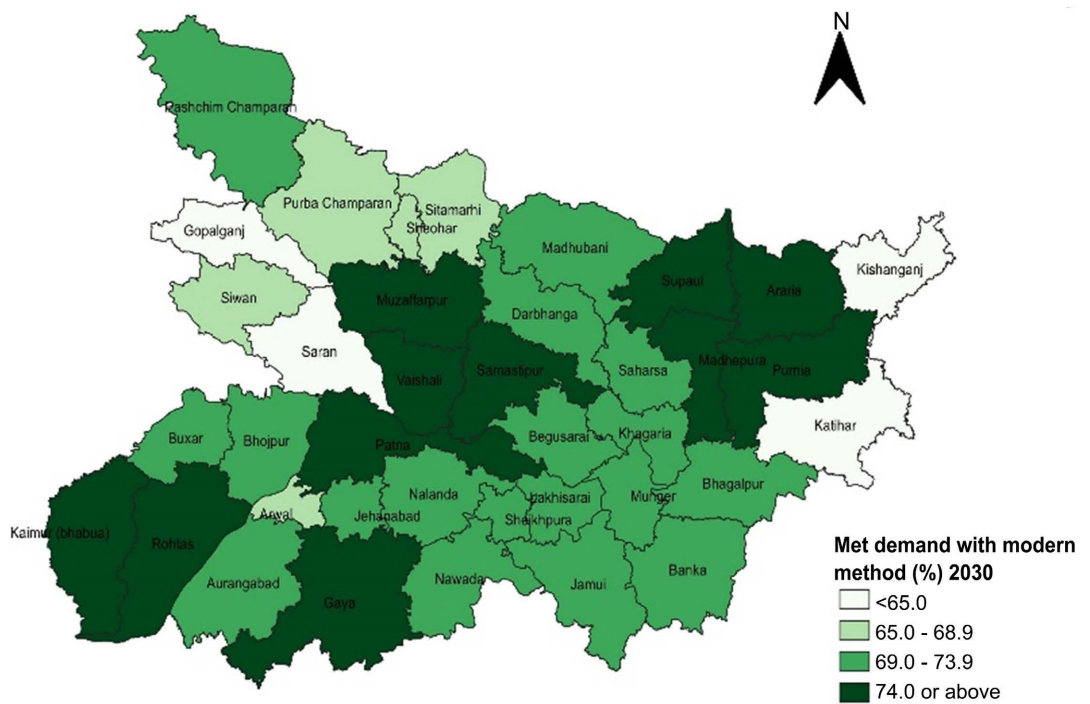 N
Pashchim Champaran
Purba Champaran
Sitamarhi
Sheohar
Gopalganj
Madhubani
Kishanganj
Supaul
Araria
Siwan
Muzaffarpur
Darbhanga
Saran
Madhepura
Purnia
Vaishali
Samastipur
Saharsa
Katihar
Buxar
Bhojpur
Patna
Begusarai
Khagaria
Bhagalpur
Nalanda
Lakhisarai
Munger
Arwal
Jehanabad
Sheikhpura
Kaimur (bhabua)
Rohtas
Aurangabad
Gaya
Nawada
Jamui
Banka
Met demand with modern
method (%) 2030
<65.0
65.0 - 68.9
69.0 - 73.9
74.0 or above